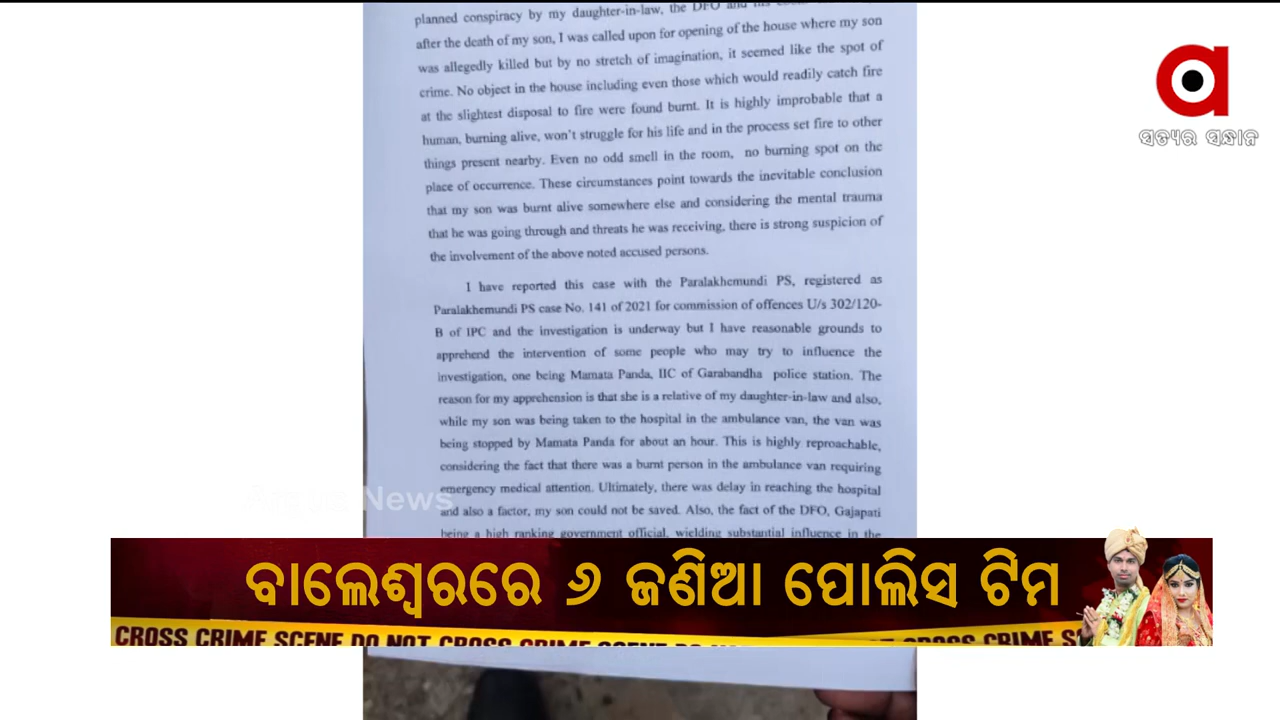 planned conspiracy by my daughter-in-law, the DFO and his
after the death of my son, I was called upon for opening of the house where my son
was allegedly killed but by no stretch of imagination, it seemed like the spot of
crime. No object in the house including even those which would readily catch fire
at the slightest disposal to fire were found burnt. It is highly improbable that a
human, burning alive, won't struggle for his life and in the process set fire to other
things present nearby. Even no odd smell in the room, no burning spot on the
place of occurrence. These circumstances point towards the inevitable conclusion
that my son was burnt alive somewhere else and considering the mental trauma
that he was going through and threats he was receiving, there is strong suspicion of
the involvement of the above noted accused persons.
I have reported this case with the Paralakhemundi PS, registered as
Paralakhemundi PS case No. 141 of 2021 for commission of offences U/s 302/120-
B of IPC and the investigation is underway but I have reasonable grounds to
apprehend the intervention of some people who may try to influence the
investigation, one being Mamata Panda, IIC of Garabandha police station. The
reason for my apprehension is that she is a relative of my daughter-in-law and also,
while my son was being taken to the hospital in the ambulance van, the van was
being stopped by Mamata Panda for about an hour. This is highly reproachable,
considering the fact that there was a burnt person in the ambulance van requiring
emergency medical attention. Ultimately, there was delay in reaching the hospital
and also a factor, my son could not be saved. Also, the fact of the DFO, Gajapati
being a high ranking government official, wielding substantial influence in the
ସତ୍ୟର ସନ୍ଧାନ
Argus News
ବାଲେଶ୍ୱରରେ ୬ ଜଣିଆ ପୋଲିସ ଟିମ
CROSS CRIME SCENE DO NOT CROSS CRIME SCENE DO CROSS CRIME